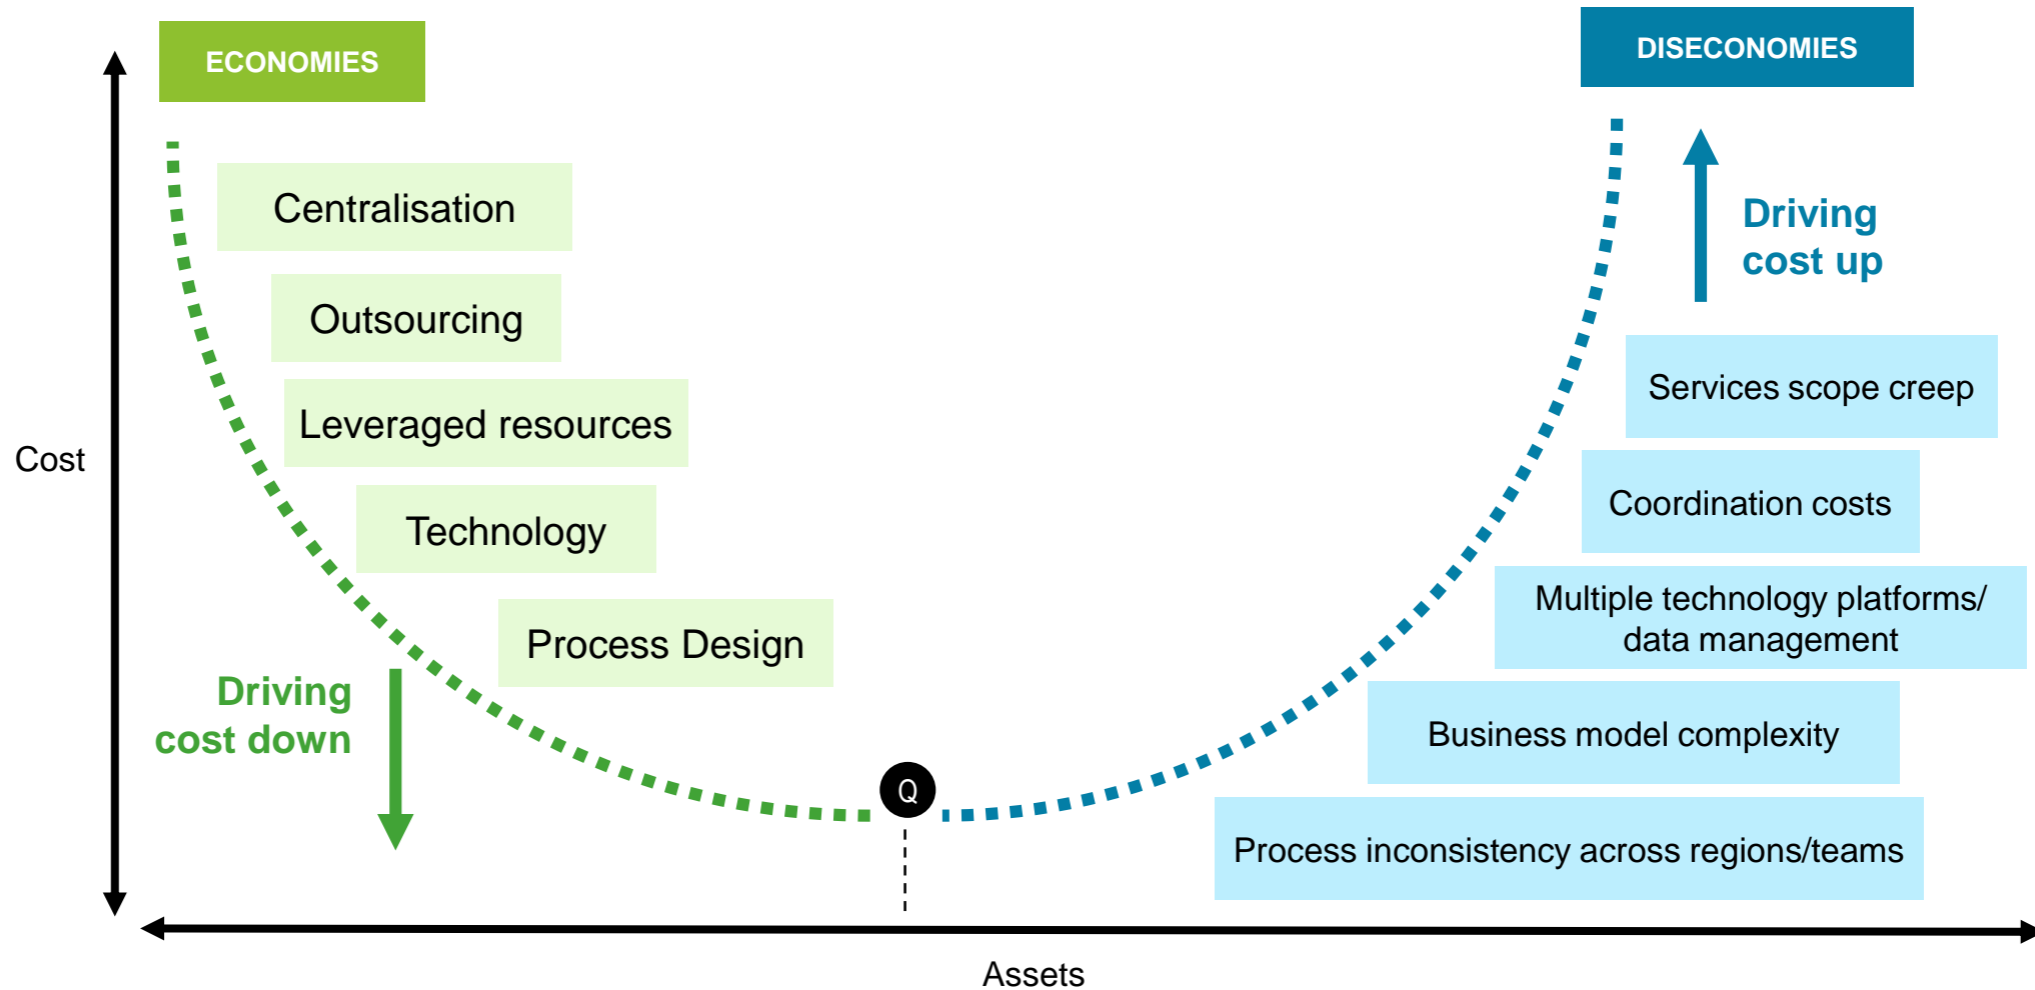 ECONOMIES
DISECONOMIES
Centralisation
Outsourcing
Leveraged resources
Technology
Process Design
Driving
cost down
Cost
Q
Driving
cost up
Services scope creep
Coordination costs
Multiple technology platforms/
data management
Business model complexity
Process inconsistency across regions/teams
Assets